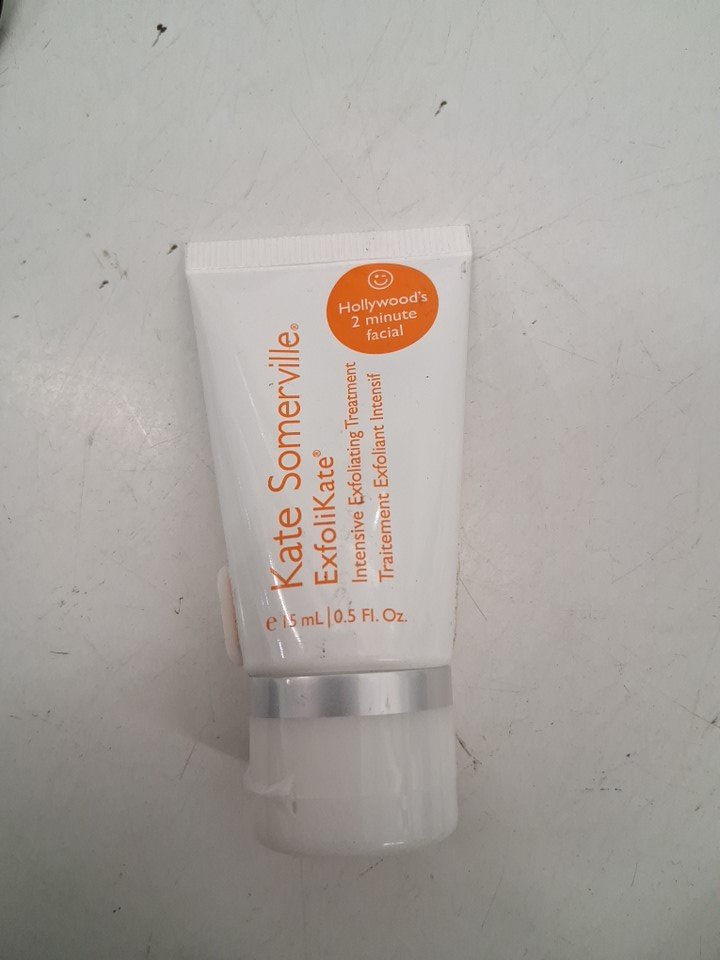 Hollywood's
2 minute
facial
Kate Somerville®
ExfoliKate®
Intensive Exfoliating Treatment
Traitement Exfoliant Intensif
e 15 mL|0.5 Fl. Oz.